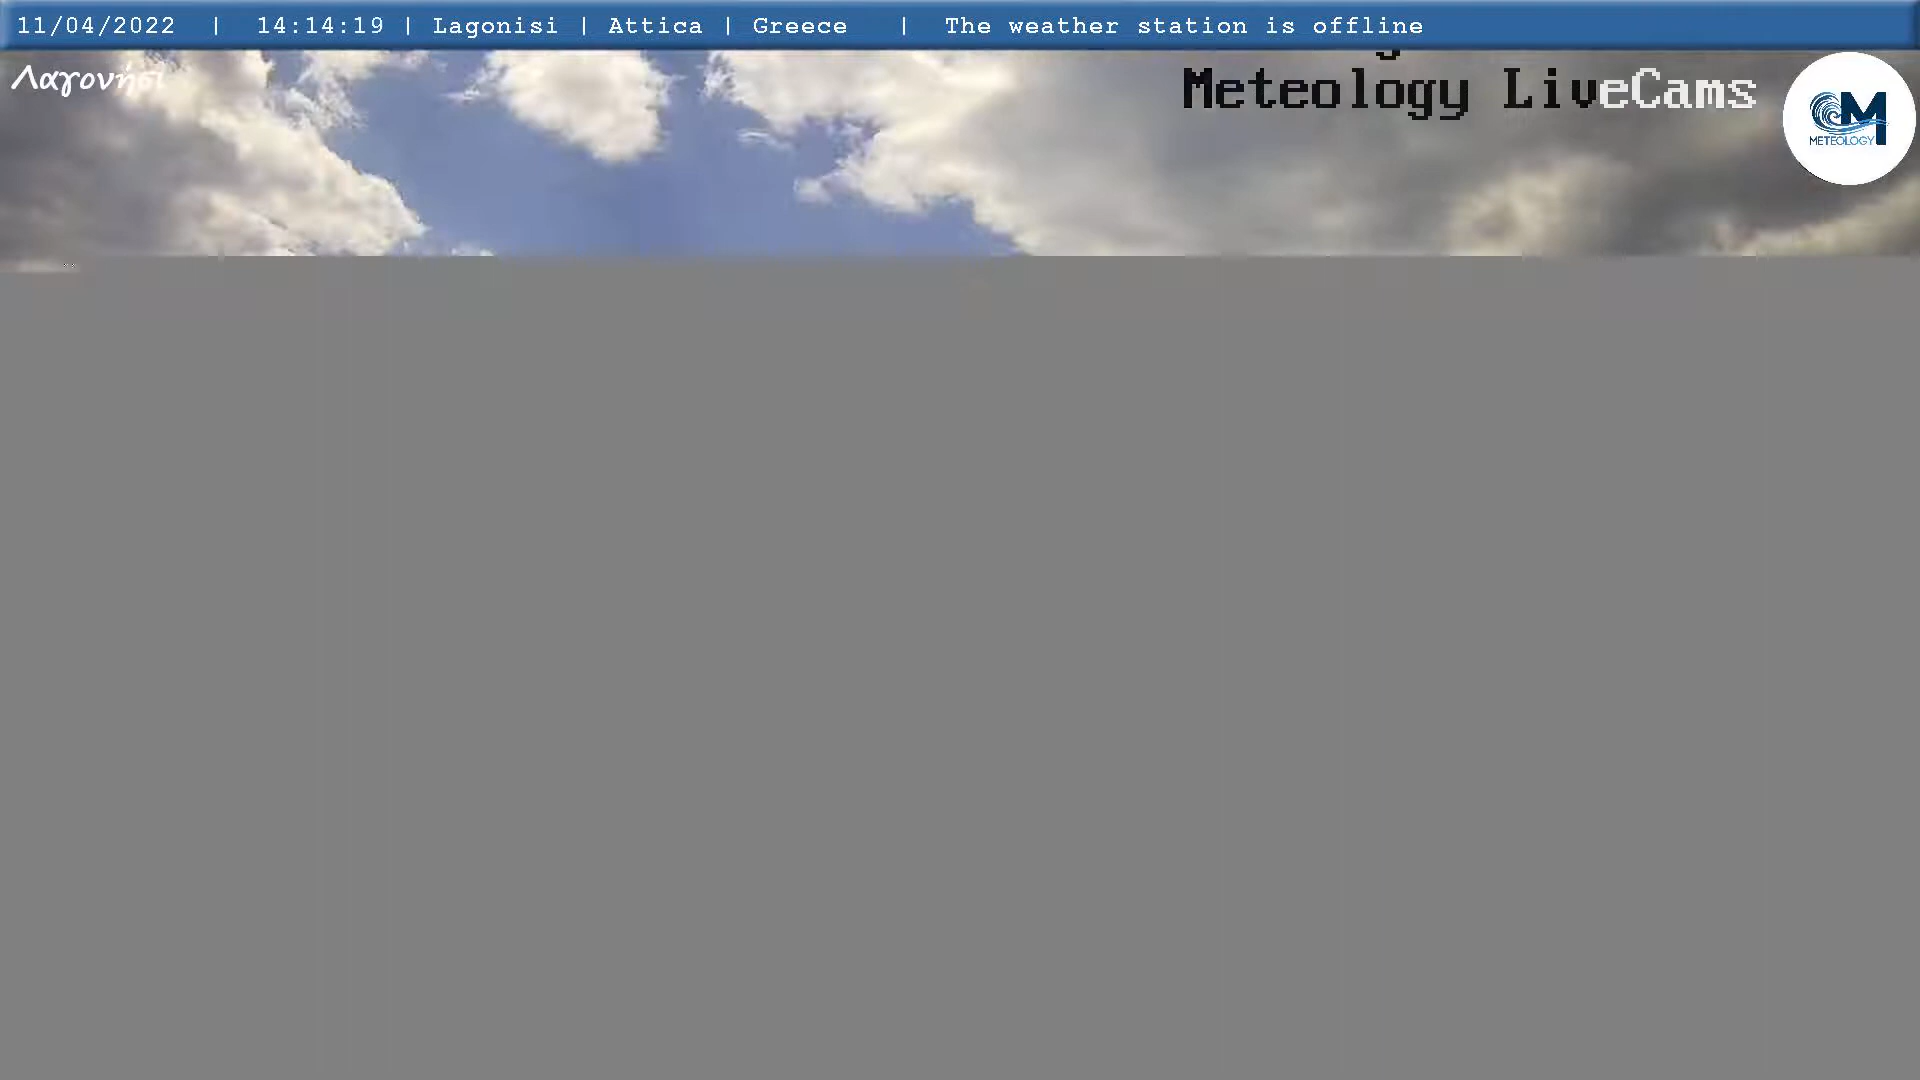 11/04/2022 | 14:14:19 | Lagonisi | Attica | Greece | The weather station is offline
Λαγονήσι
Meteology LiveCams
METEOLOGY